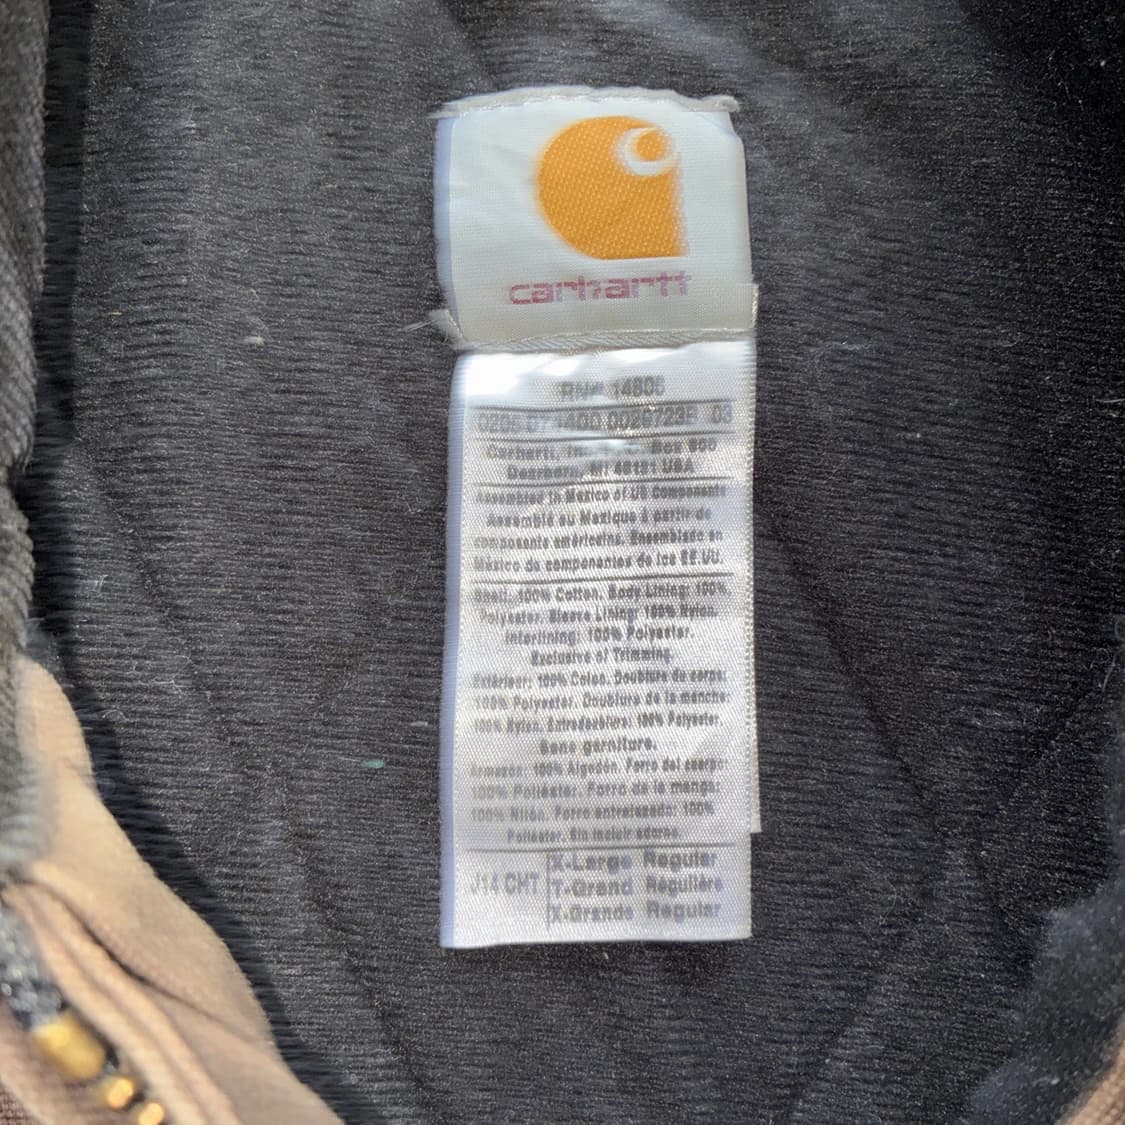 carhartt
RN# 14806
03
Carhartt, Inc. Box
Dearborn, MI 48121 USA
Assembled in Mexico of US Components
Assemblé au Mexique à partir de
composants américains. Ensamblado en
México de componentes de los EE.UU.
Shell: 100% Cotton. Body Lining: 100%
Polyester. Sleeve Lining: 100% Nylon.
Interlining: 100% Polyester.
Exclusive of Trimming.
Extérieur: 100% Coton. Doublure du corps:
100% Polyester. Doublure de la manche:
100% Nylon. Entredoublure: 100% Polyester.
Sans garniture.
Armazón: 100% Algodón. Forro del cuerpo:
100% Poliéster. Forro de la manga:
100% Nilón. Forro entretezado: 100%
Poliéster. Sin incluir adorno.
J14 CHT
X-Large Regular
T-Grand Régulière
X-Grande Regular